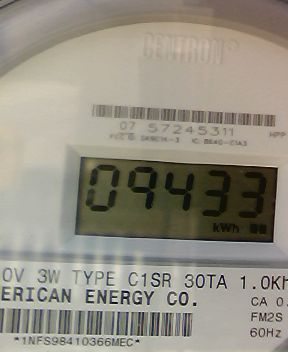 CENTRON®
07 57245311
HPP
09433
kWh
0V 3W TYPE C1SR 30TA 1.0Kh
ERICAN ENERGY CO.
CA 0.
FM2S
60Hz
*1NFS98410366MEC*